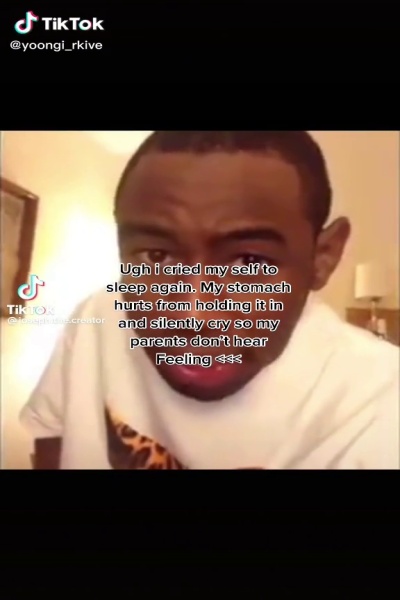 TikTok
@yoongi_rkive
Ugh i cried my self to
sleep again. My stomach
hurts from holding it in
and silently cry so my
parents don't hear
Feeling <<<
TikTok